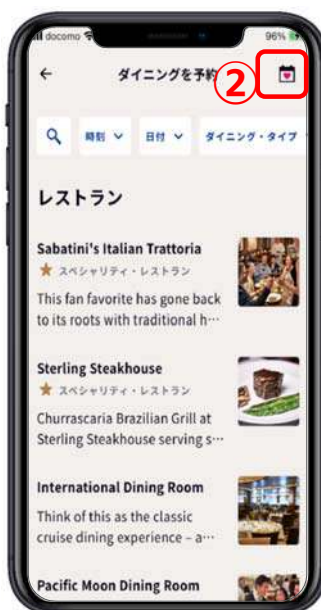 docomo
96%
← ダイニングを予約
②
時刻 日付 ダイニング・タイプ
レストラン
Sabatini's Italian Trattoria
★ スペシャリティ・レストラン
This fan favorite has gone back
to its roots with traditional h…
Sterling Steakhouse
★ スペシャリティ・レストラン
Churrascaria Brazilian Grill at
Sterling Steakhouse serving s…
International Dining Room
Think of this as the classic
cruise dining experience – a…
Pacific Moon Dining Room